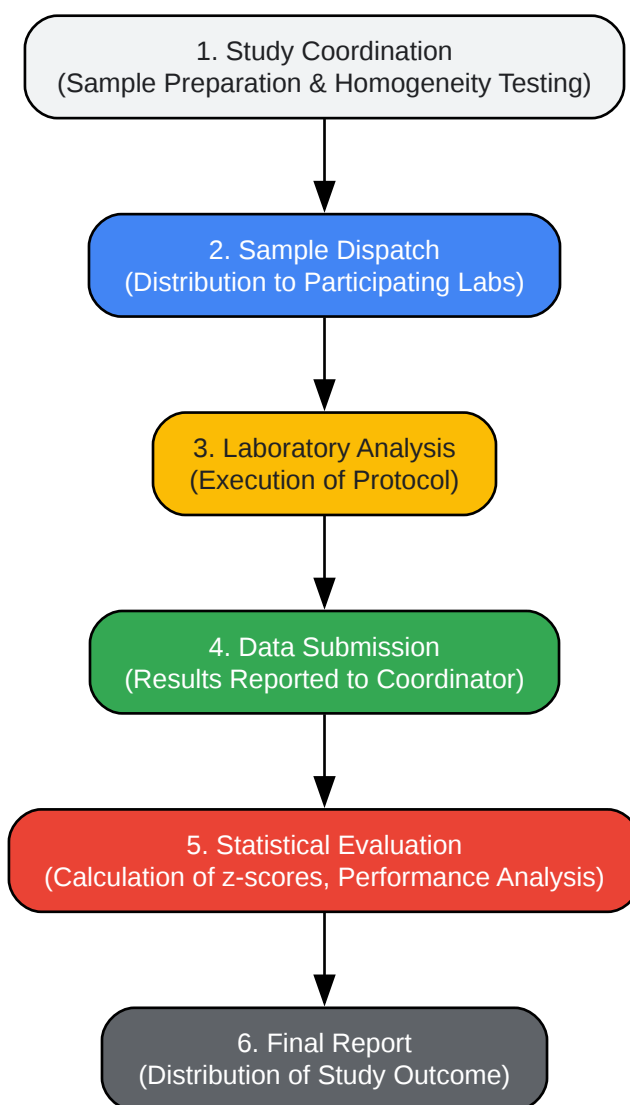 1. Study Coordination
(Sample Preparation & Homogeneity Testing)
2. Sample Dispatch
(Distribution to Participating Labs)
3. Laboratory Analysis
(Execution of Protocol)
4. Data Submission
(Results Reported to Coordinator)
5. Statistical Evaluation
(Calculation of z-scores, Performance Analysis)
6. Final Report
(Distribution of Study Outcome)